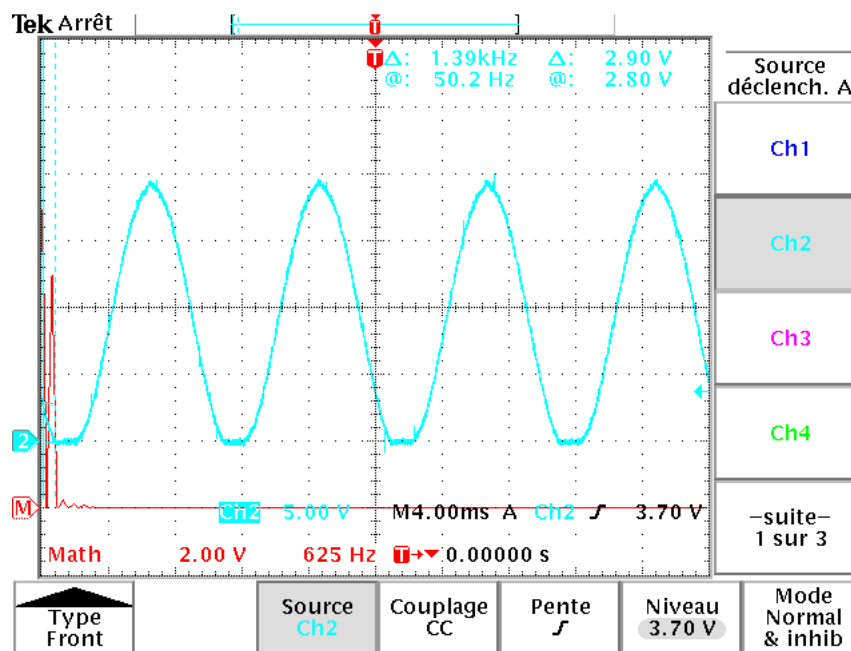 Tek Arrêt
T
T
Δ: 1.39kHz Δ: 2.90 V
@: 50.2 Hz @: 2.80 V
Source
déclench. A
Ch1
Ch2
Ch3
Ch4
2
M
Ch2 5.00 V M4.00ms A Ch2 3.70 V
Math 2.00 V 625 Hz T 0.00000 s
–suite–
1 sur 3
Type
Front
Source
Ch2
Couplage
CC
Pente
Niveau
3.70 V
Mode
Normal
& inhib